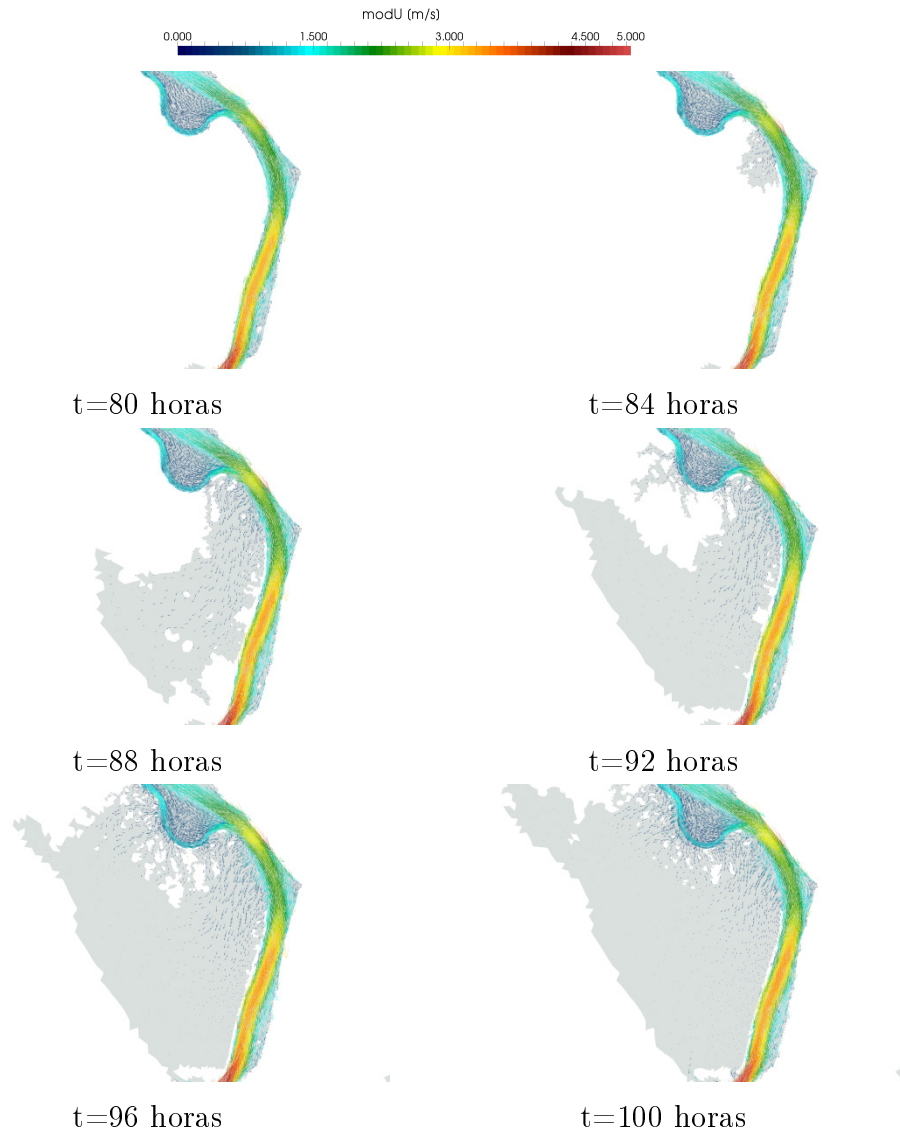 modU (m/s)
0.000 1.500 3.000 4.500 5.000
t=80 horas
t=84 horas
t=88 horas
t=92 horas
t=96 horas
t=100 horas